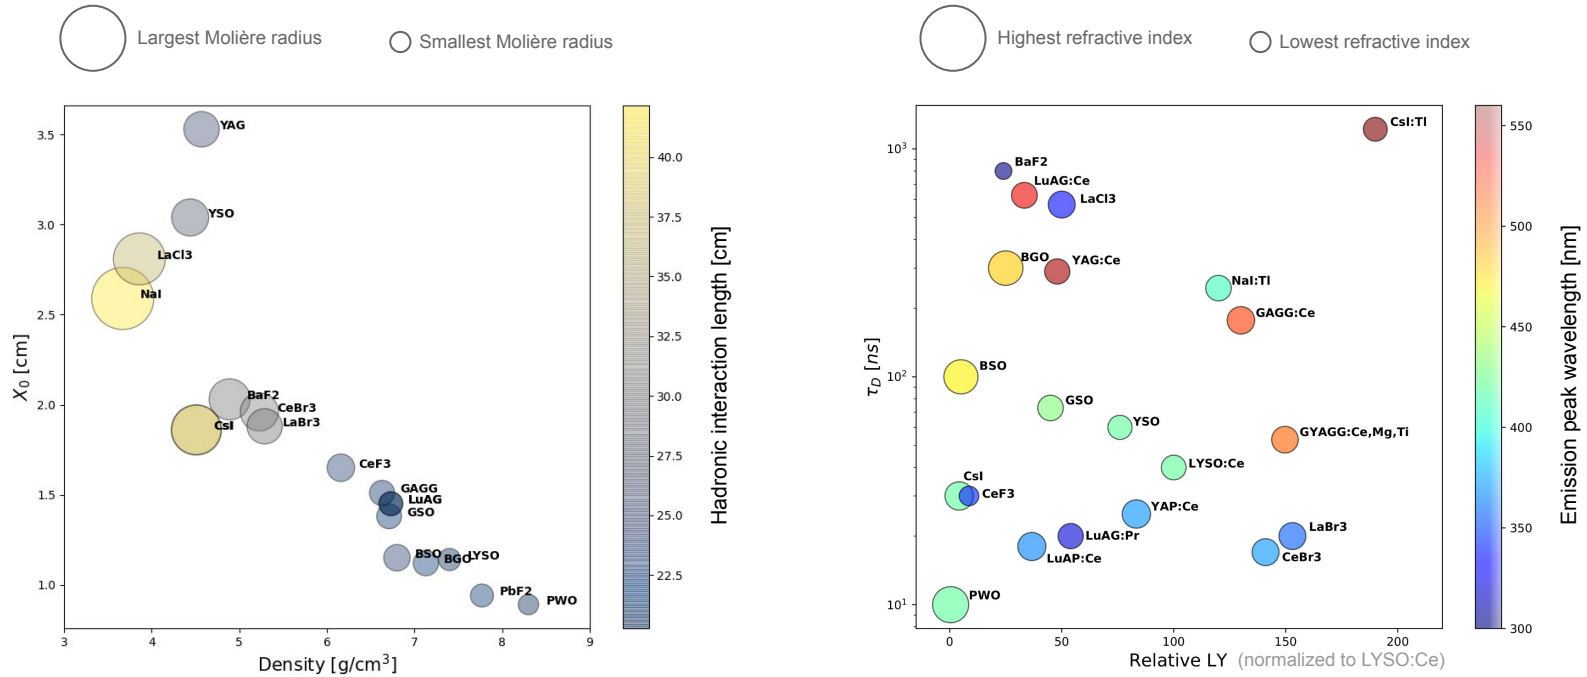 Largest Molière radius
Smallest Molière radius
Highest refractive index
Lowest refractive index
3.5
3.0
2.5
2.0
1.5
1.0
X0 [cm]
3 4 5 6 7 8 9
Density [g/cm3]
YAG
YSO
LaCl3
NaI
BaF2
CeBr3
CsI
LaBr3
CeF3
GAGG
LuAG
GSO
BSO
BGO
LYSO
PbF2
PWO
40.0
37.5
35.0
32.5
30.0
27.5
25.0
22.5
Hadronic interaction length [cm]
10³
10²
10¹
τD [ns]
0 50 100 150 200
Relative LY (normalized to LYSO:Ce)
CsI:Tl
BaF2
LuAG:Ce
LaCl3
BGO
YAG:Ce
NaI:Tl
GAGG:Ce
BSO
GSO
YSO
GYAGG:Ce,Mg,Ti
LYSO:Ce
CsI
CeF3
YAP:Ce
LuAG:Pr
LaBr3
LuAP:Ce
CeBr3
PWO
550
500
450
400
350
300
Emission peak wavelength [nm]